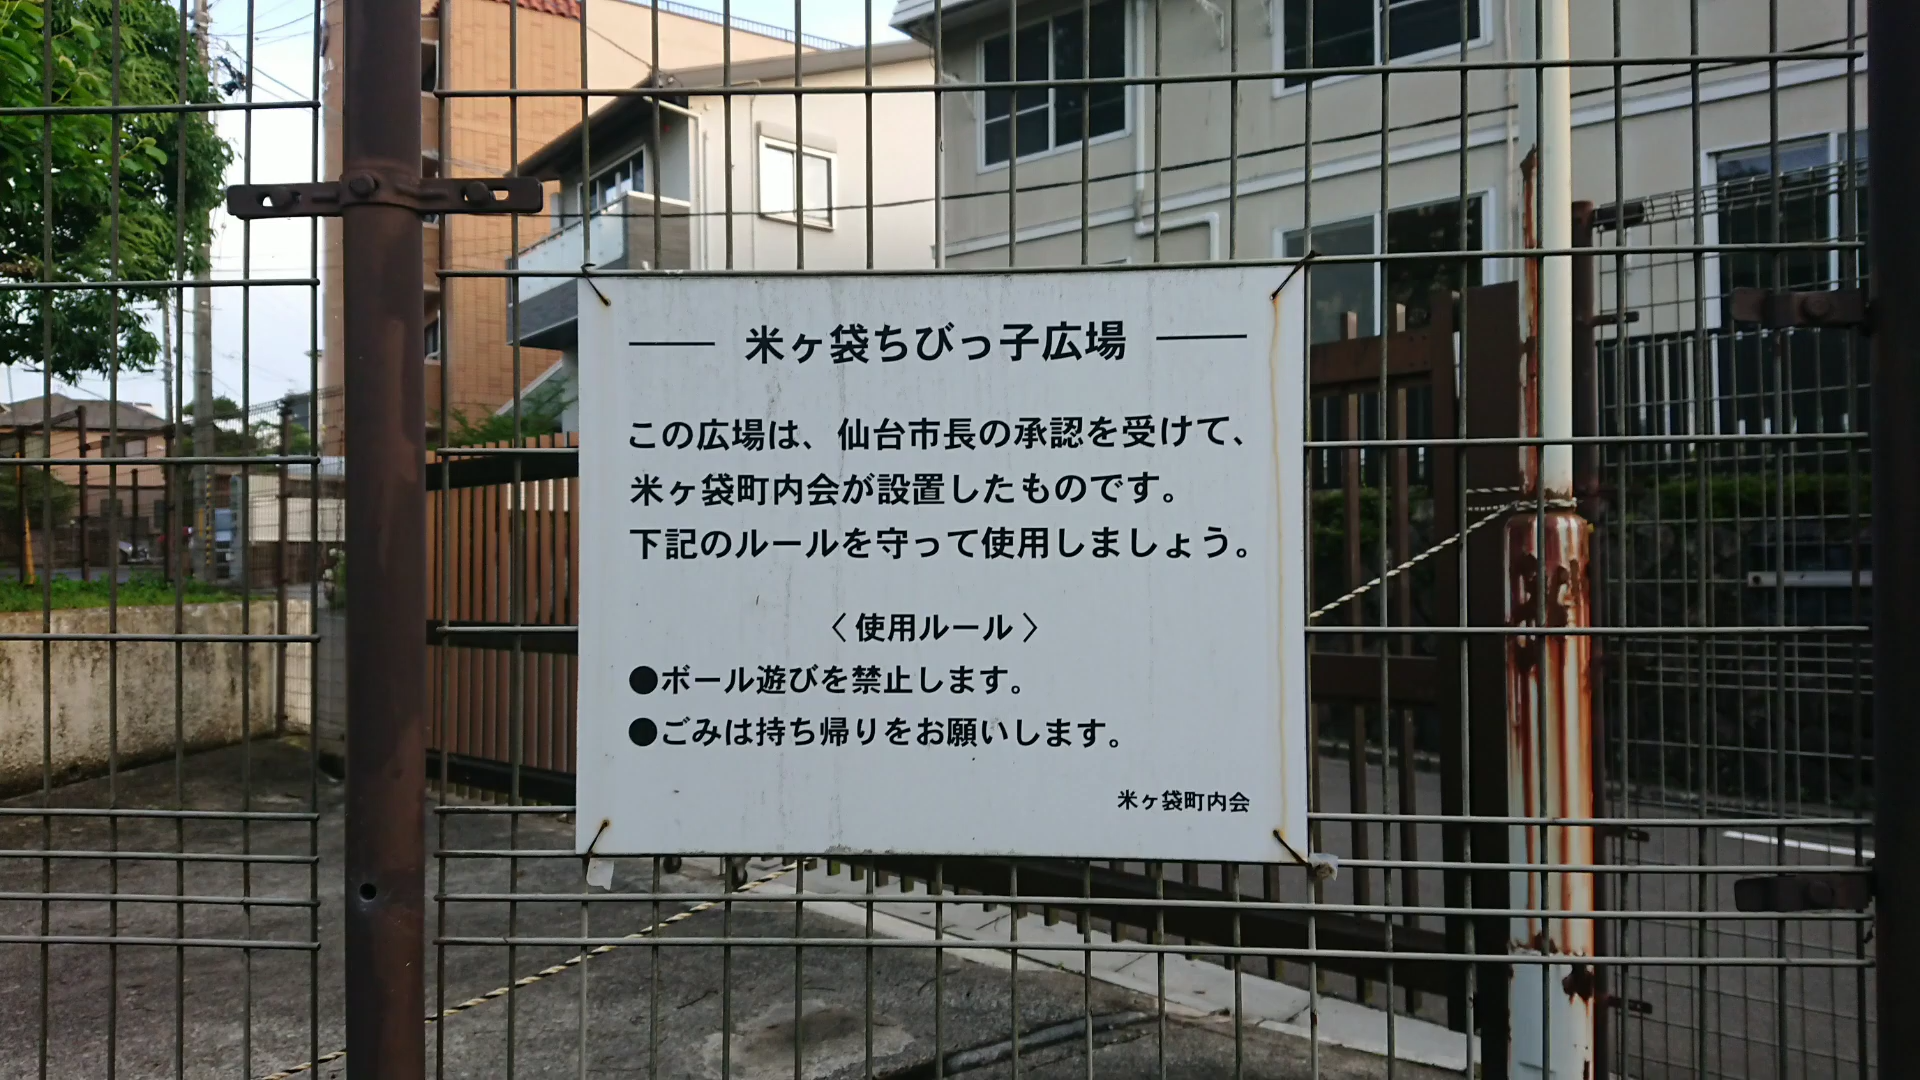 米ヶ袋ちびっ子広場
この広場は、仙台市長の承認を受けて、
米ヶ袋町内会が設置したものです。
下記のルールを守って使用しましょう。
〈使用ルール〉
●ボール遊びを禁止します。
●ごみは持ち帰りをお願いします。
米ヶ袋町内会